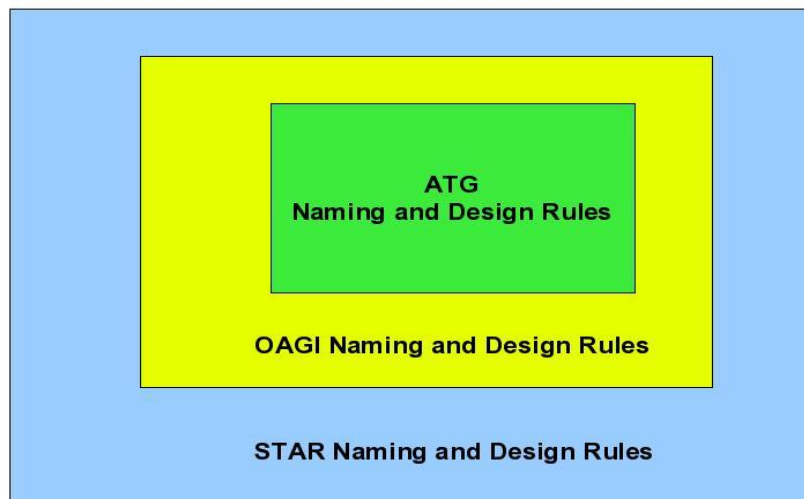 ATG
Naming and Design Rules
OAGI Naming and Design Rules
STAR Naming and Design Rules